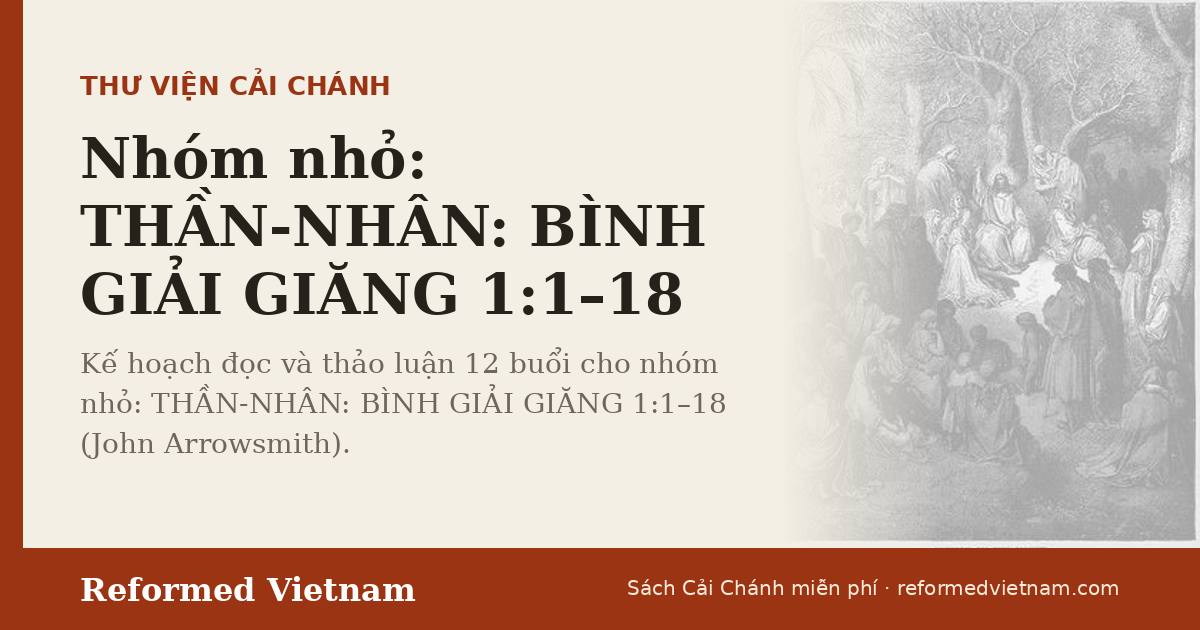 THƯ VIỆN CẢI CHÁNH
Nhóm nhỏ:
THẦN-NHÂN: BÌNH
GIẢI GIĂNG 1:1–18
Kế hoạch đọc và thảo luận 12 buổi cho nhóm
nhỏ: THẦN-NHÂN: BÌNH GIẢI GIĂNG 1:1–18
(John Arrowsmith).
Reformed Vietnam
Sách Cải Chánh miễn phí · reformedvietnam.com